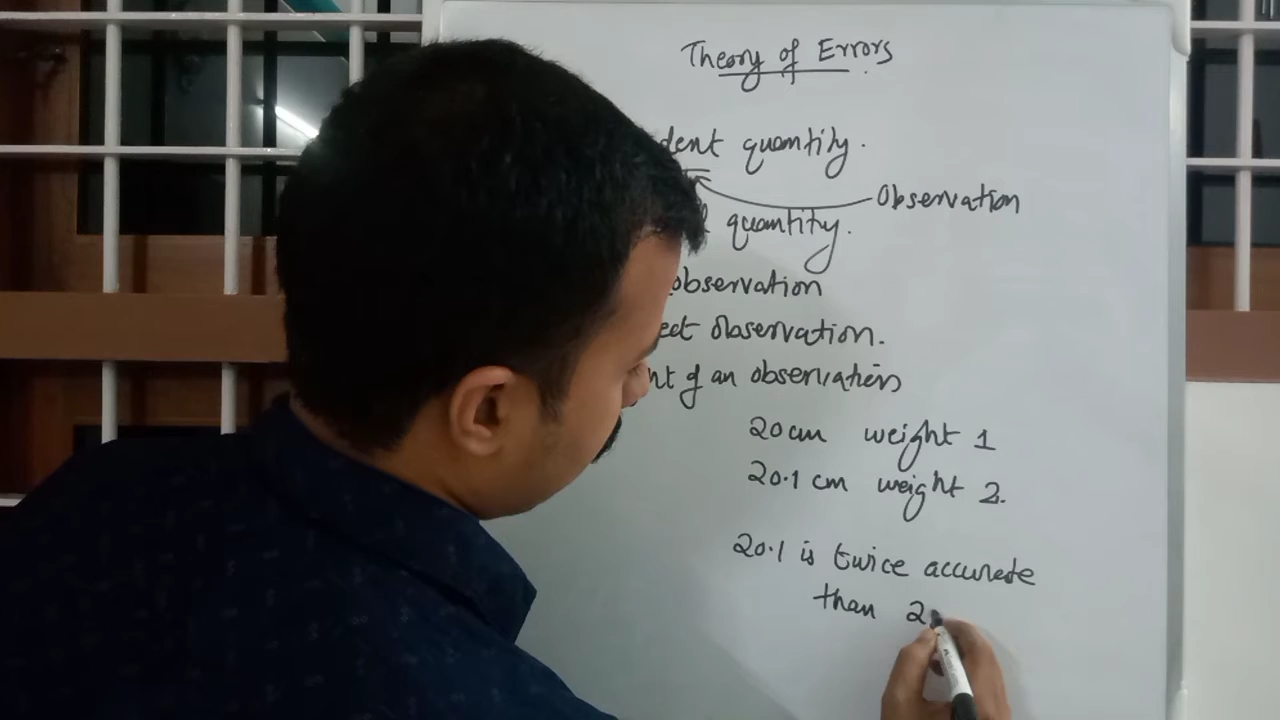 Theory of Errors
dent quantity.
Observation
quantity.
observation
ect observation.
nt of an observation
20cm weight 1
20.1 cm weight 2.
20.1 is twice accurate
than 2